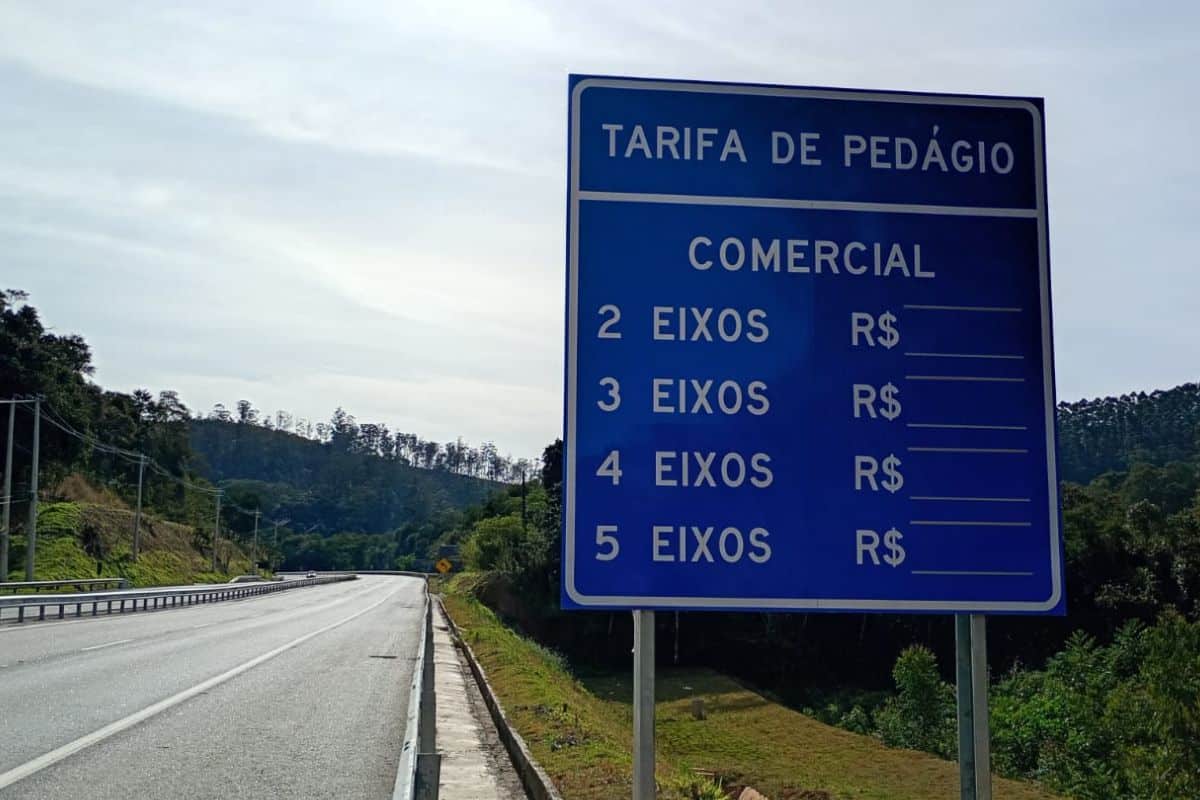 TARIFA DE PEDÁGIO
COMERCIAL
2 EIXOS R$
3 EIXOS R$
4 EIXOS R$
5 EIXOS R$